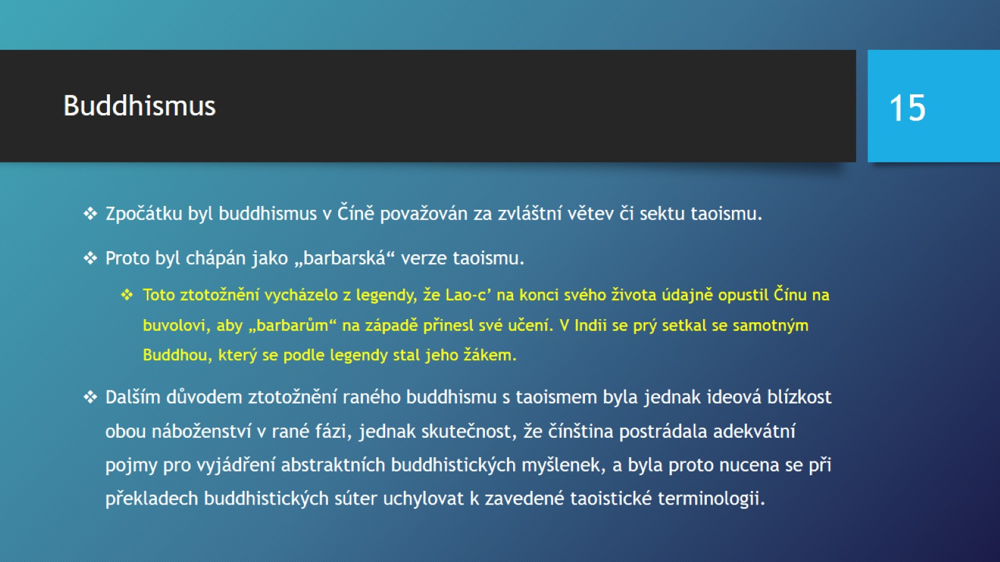 Buddhismus
15
❖ Zpočátku byl buddhismus v Číně považován za zvláštní větev či sektu taoismu.
❖ Proto byl chápán jako „barbarská“ verze taoismu.
❖ Toto ztotožnění vycházelo z legendy, že Lao-c’ na konci svého života údajně opustil Čínu na
buvolovi, aby „barbarům“ na západě přinesl své učení. V Indii se prý setkal se samotným
Buddhou, který se podle legendy stal jeho žákem.
❖ Dalším důvodem ztotožnění raného buddhismu s taoismem byla jednak ideová blízkost
obou náboženství v rané fázi, jednak skutečnost, že čínština postrádala adekvátní
pojmy pro vyjádření abstraktních buddhistických myšlenek, a byla proto nucena se při
překladech buddhistických súter uchylovat k zavedené taoistické terminologii.